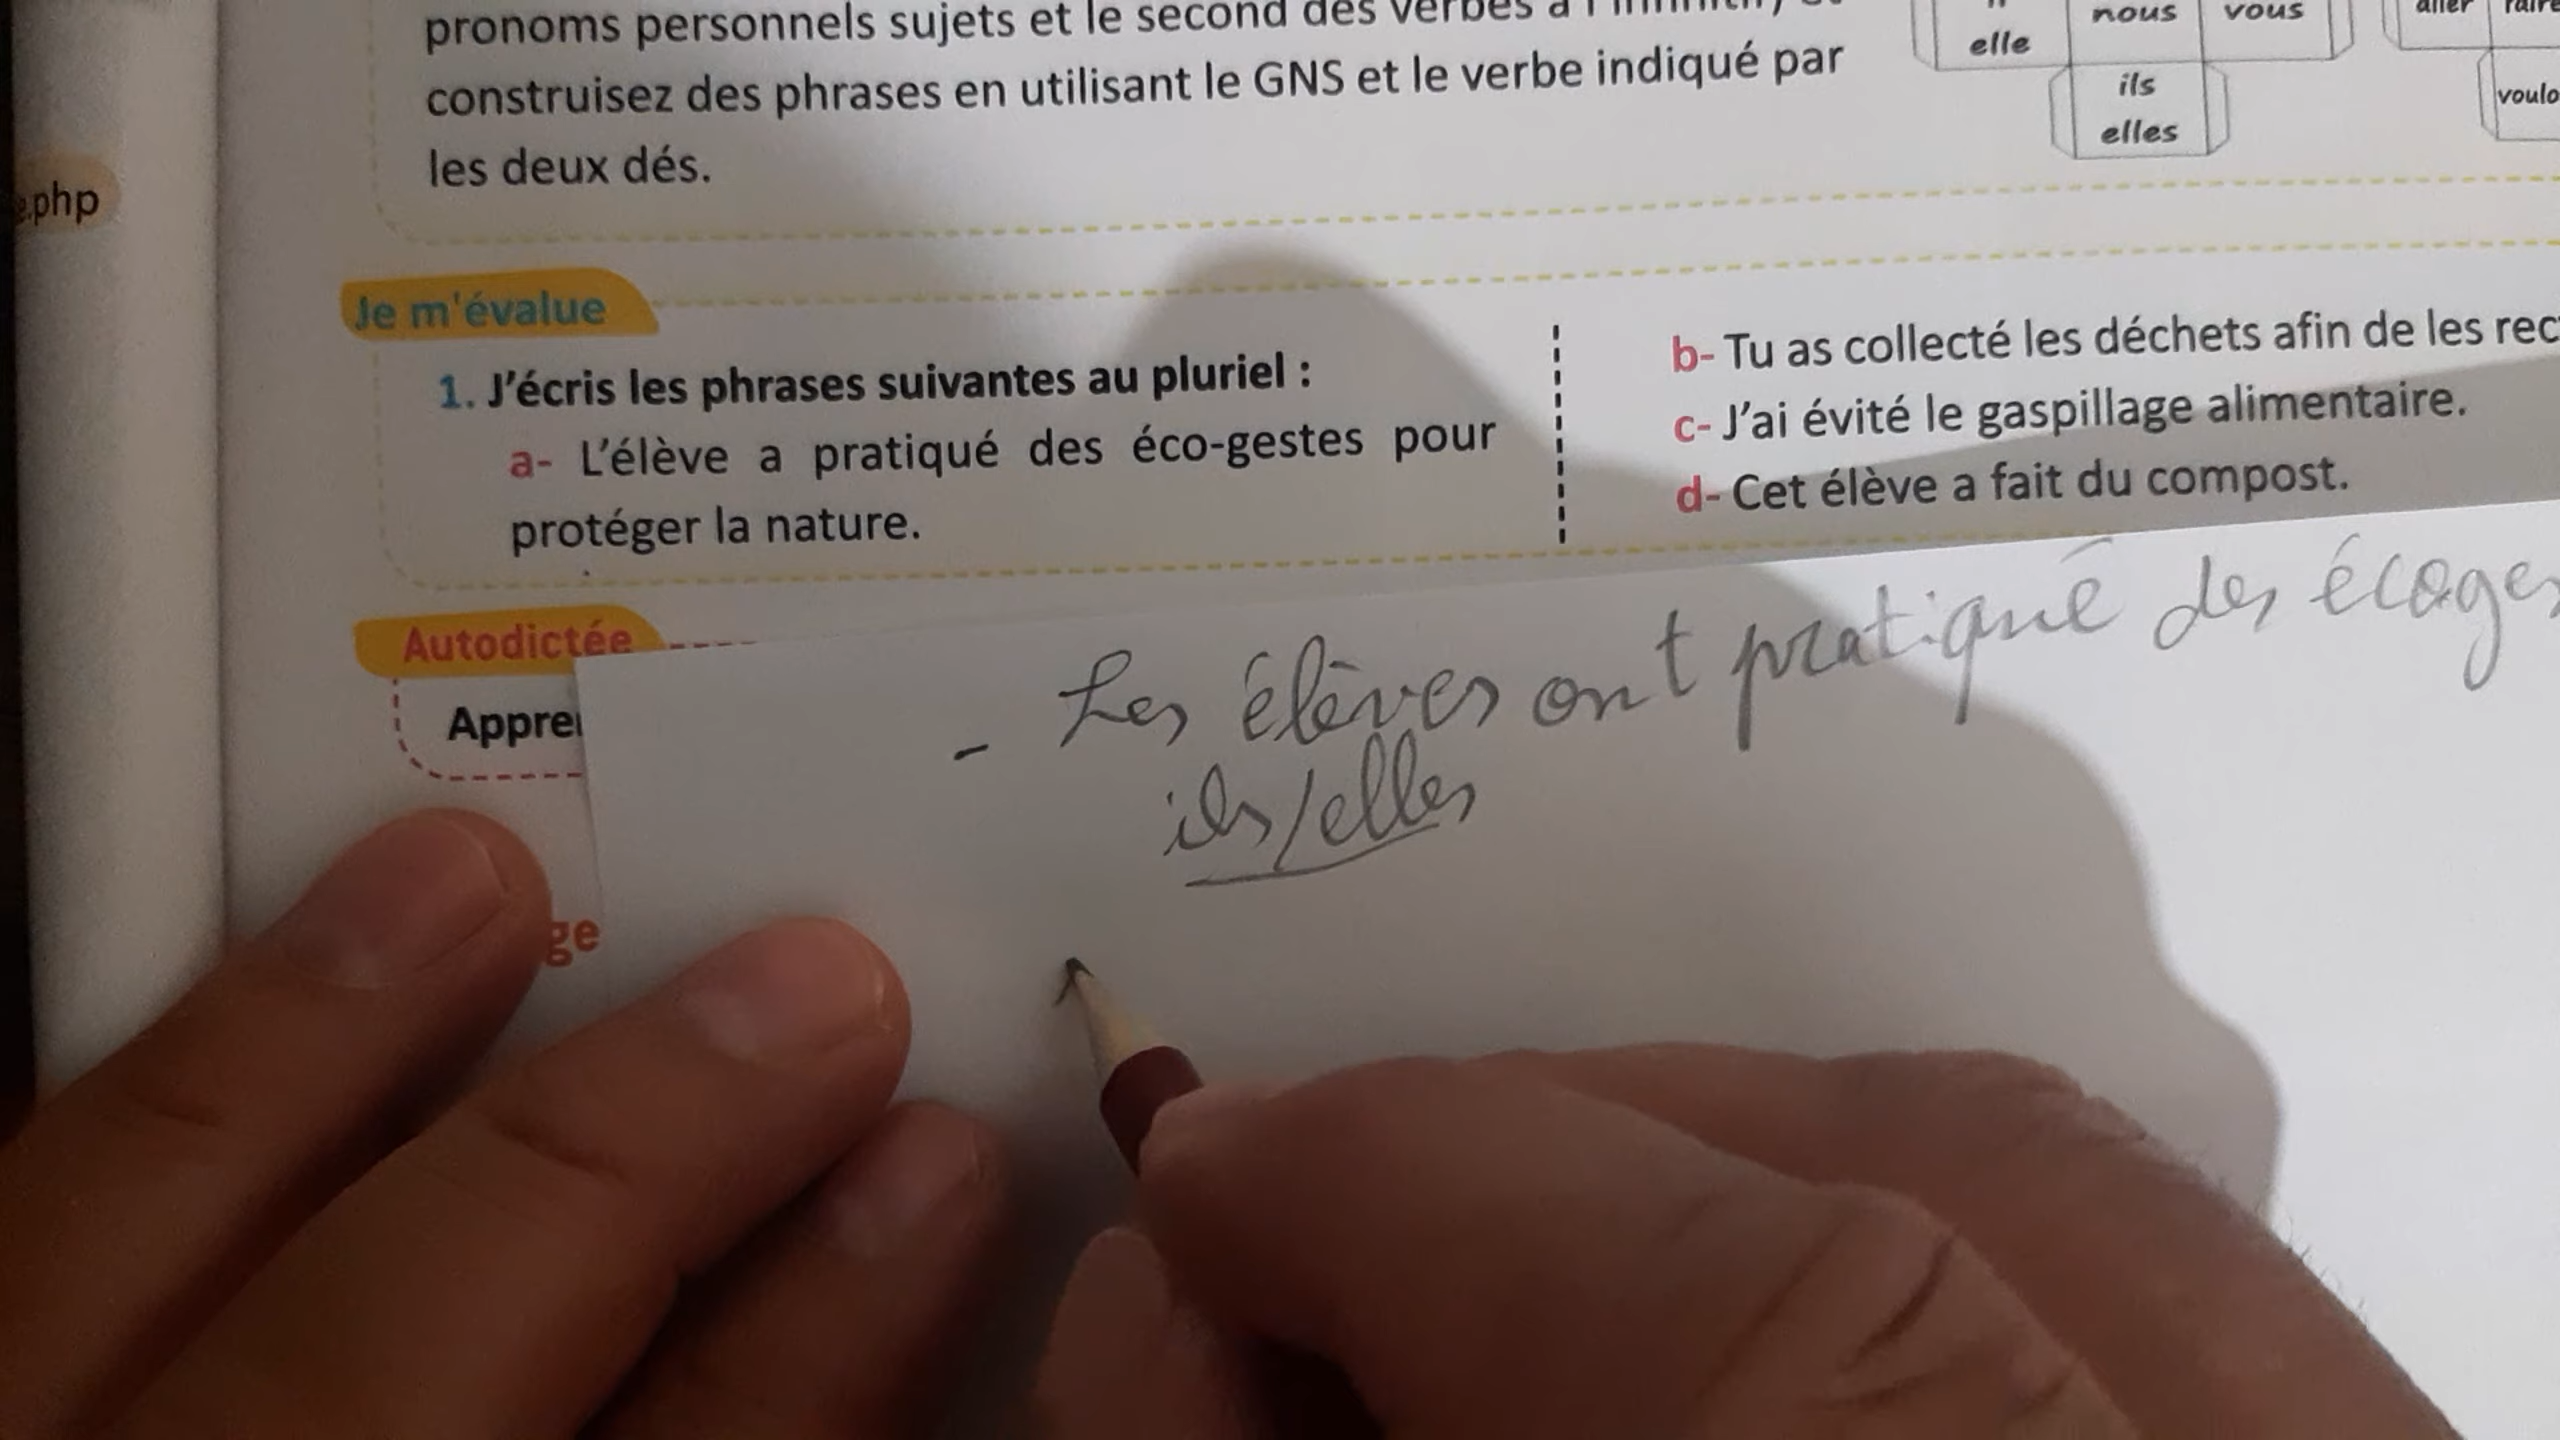 pronoms personnels sujets et le second des verbes à
construisez des phrases en utilisant le GNS et le verbe indiqué par
les deux dés.
elle
nous
vous
ils
elles
aller
faire
voulo
.php
Je m'évalue
1. J'écris les phrases suivantes au pluriel :
a- L'élève a pratiqué des éco-gestes pour
protéger la nature.
b- Tu as collecté les déchets afin de les rec
c- J'ai évité le gaspillage alimentaire.
d- Cet élève a fait du compost.
Autodictée
Appre
ge
- Les élèves ont pratiqué des écoges
ils/elles